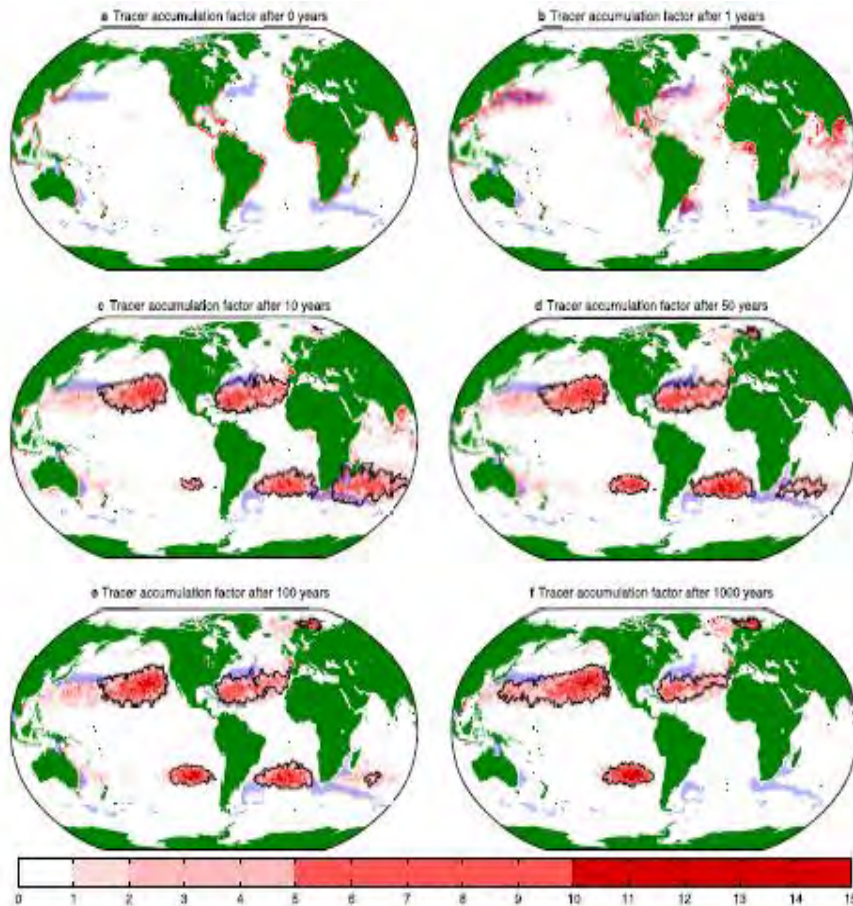 a Tracer accumulation factor after 0 years
b Tracer accumulation factor after 1 years
c Tracer accumulation factor after 10 years
d Tracer accumulation factor after 50 years
e Tracer accumulation factor after 100 years
f Tracer accumulation factor after 1000 years
0 1 2 3 4 5 6 7 8 9 10 11 12 13 14 15